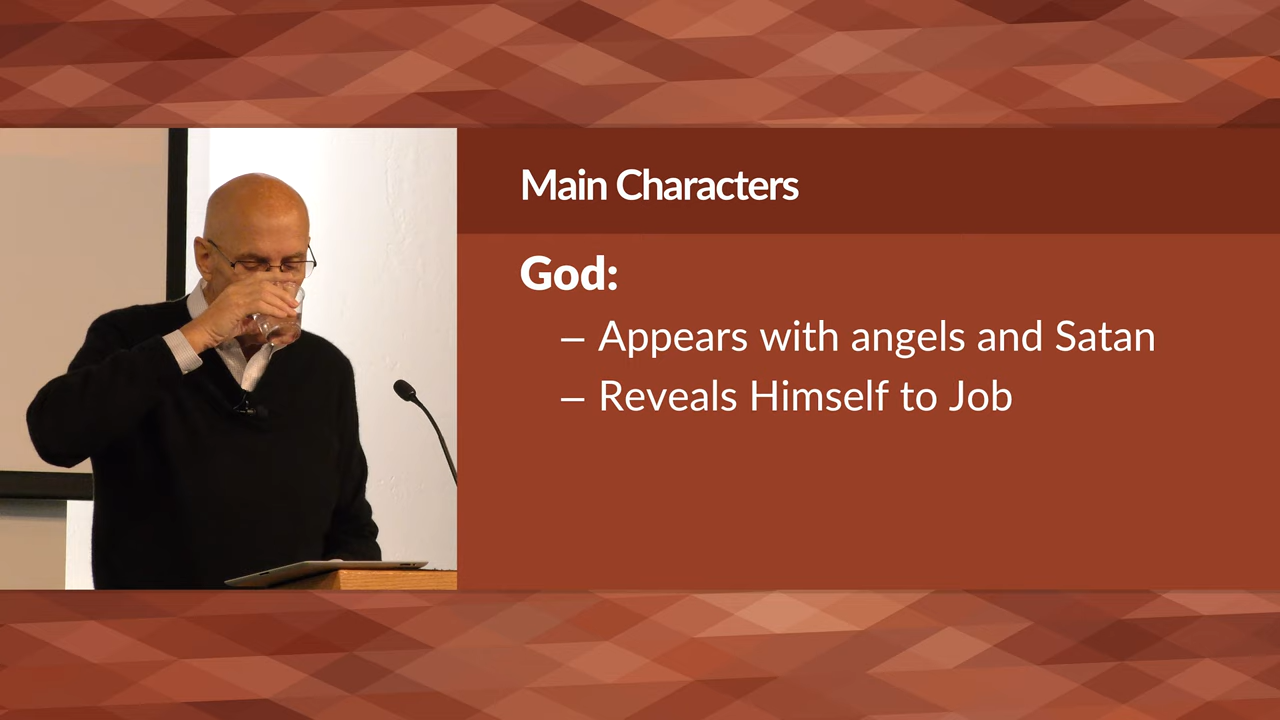 Main Characters
God:
– Appears with angels and Satan
– Reveals Himself to Job